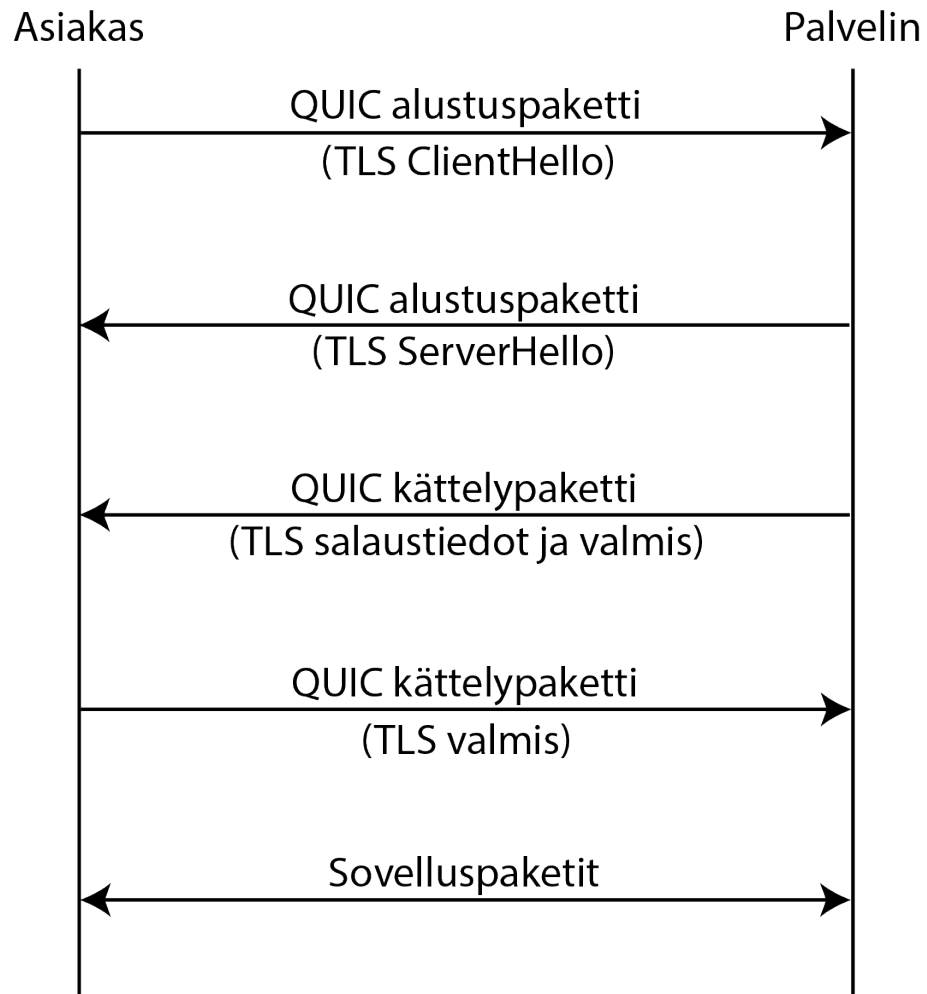 Asiakas
Palvelin
QUIC alustuspaketti
(TLS ClientHello)
QUIC alustuspaketti
(TLS ServerHello)
QUIC kättelypaketti
(TLS salaustiedot ja valmis)
QUIC kättelypaketti
(TLS valmis)
Sovelluspaketit